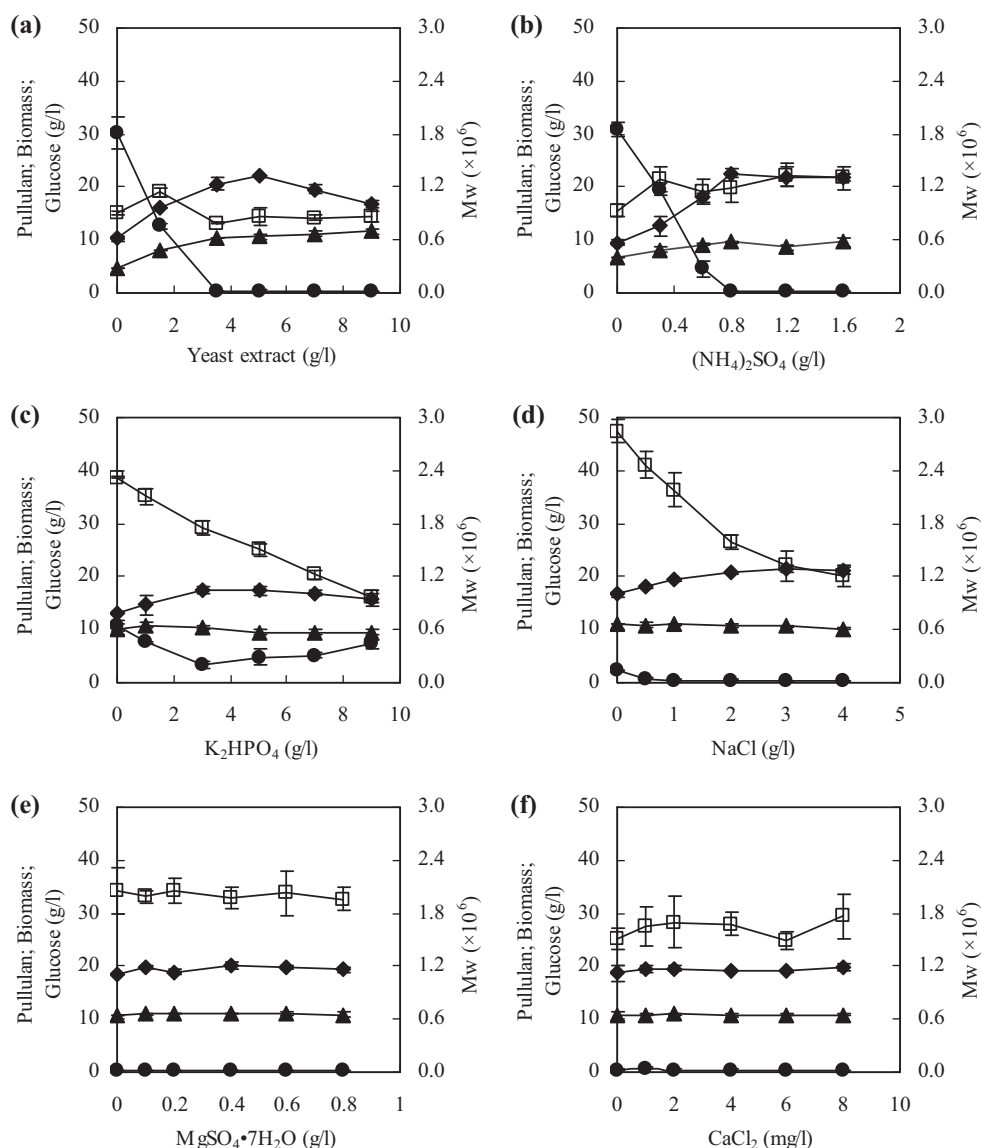 (a)
50
40
30
20
10
0
Pullulan; Biomass;
Glucose (g/l)
3.0
2.4
1.8
1.2
0.6
0.0
Mw (×10⁶)
0 2 4 6 8 10
Yeast extract (g/l)
(b)
50
40
30
20
10
0
Pullulan; Biomass;
Glucose (g/l)
3.0
2.4
1.8
1.2
0.6
0.0
Mw (×10⁶)
0 0.4 0.8 1.2 1.6 2
(NH₄)₂SO₄ (g/l)
(c)
50
40
30
20
10
0
Pullulan; Biomass;
Glucose (g/l)
3.0
2.4
1.8
1.2
0.6
0.0
Mw (×10⁶)
0 2 4 6 8 10
K₂HPO₄ (g/l)
(d)
50
40
30
20
10
0
Pullulan; Biomass;
Glucose (g/l)
3.0
2.4
1.8
1.2
0.6
0.0
Mw (×10⁶)
0 1 2 3 4 5
NaCl (g/l)
(e)
50
40
30
20
10
0
Pullulan; Biomass;
Glucose (g/l)
3.0
2.4
1.8
1.2
0.6
0.0
Mw (×10⁶)
0 0.2 0.4 0.6 0.8 1
MgSO₄•7H₂O (g/l)
(f)
50
40
30
20
10
0
Pullulan; Biomass;
Glucose (g/l)
3.0
2.4
1.8
1.2
0.6
0.0
Mw (×10⁶)
0 2 4 6 8 10
CaCl₂ (mg/l)